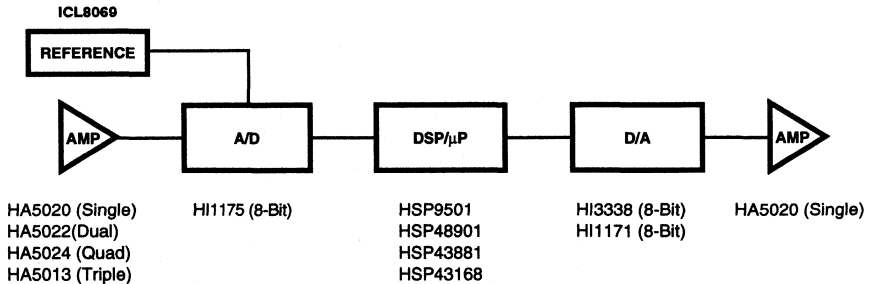 ICL8069
REFERENCE
AMP
A/D
DSP/μP
D/A
AMP
HA5020 (Single)
HA5022(Dual)
HA5024 (Quad)
HA5013 (Triple)
HI1175 (8-Bit)
HSP9501
HSP48901
HSP43881
HSP43168
HI3338 (8-Bit)
HI1171 (8-Bit)
HA5020 (Single)